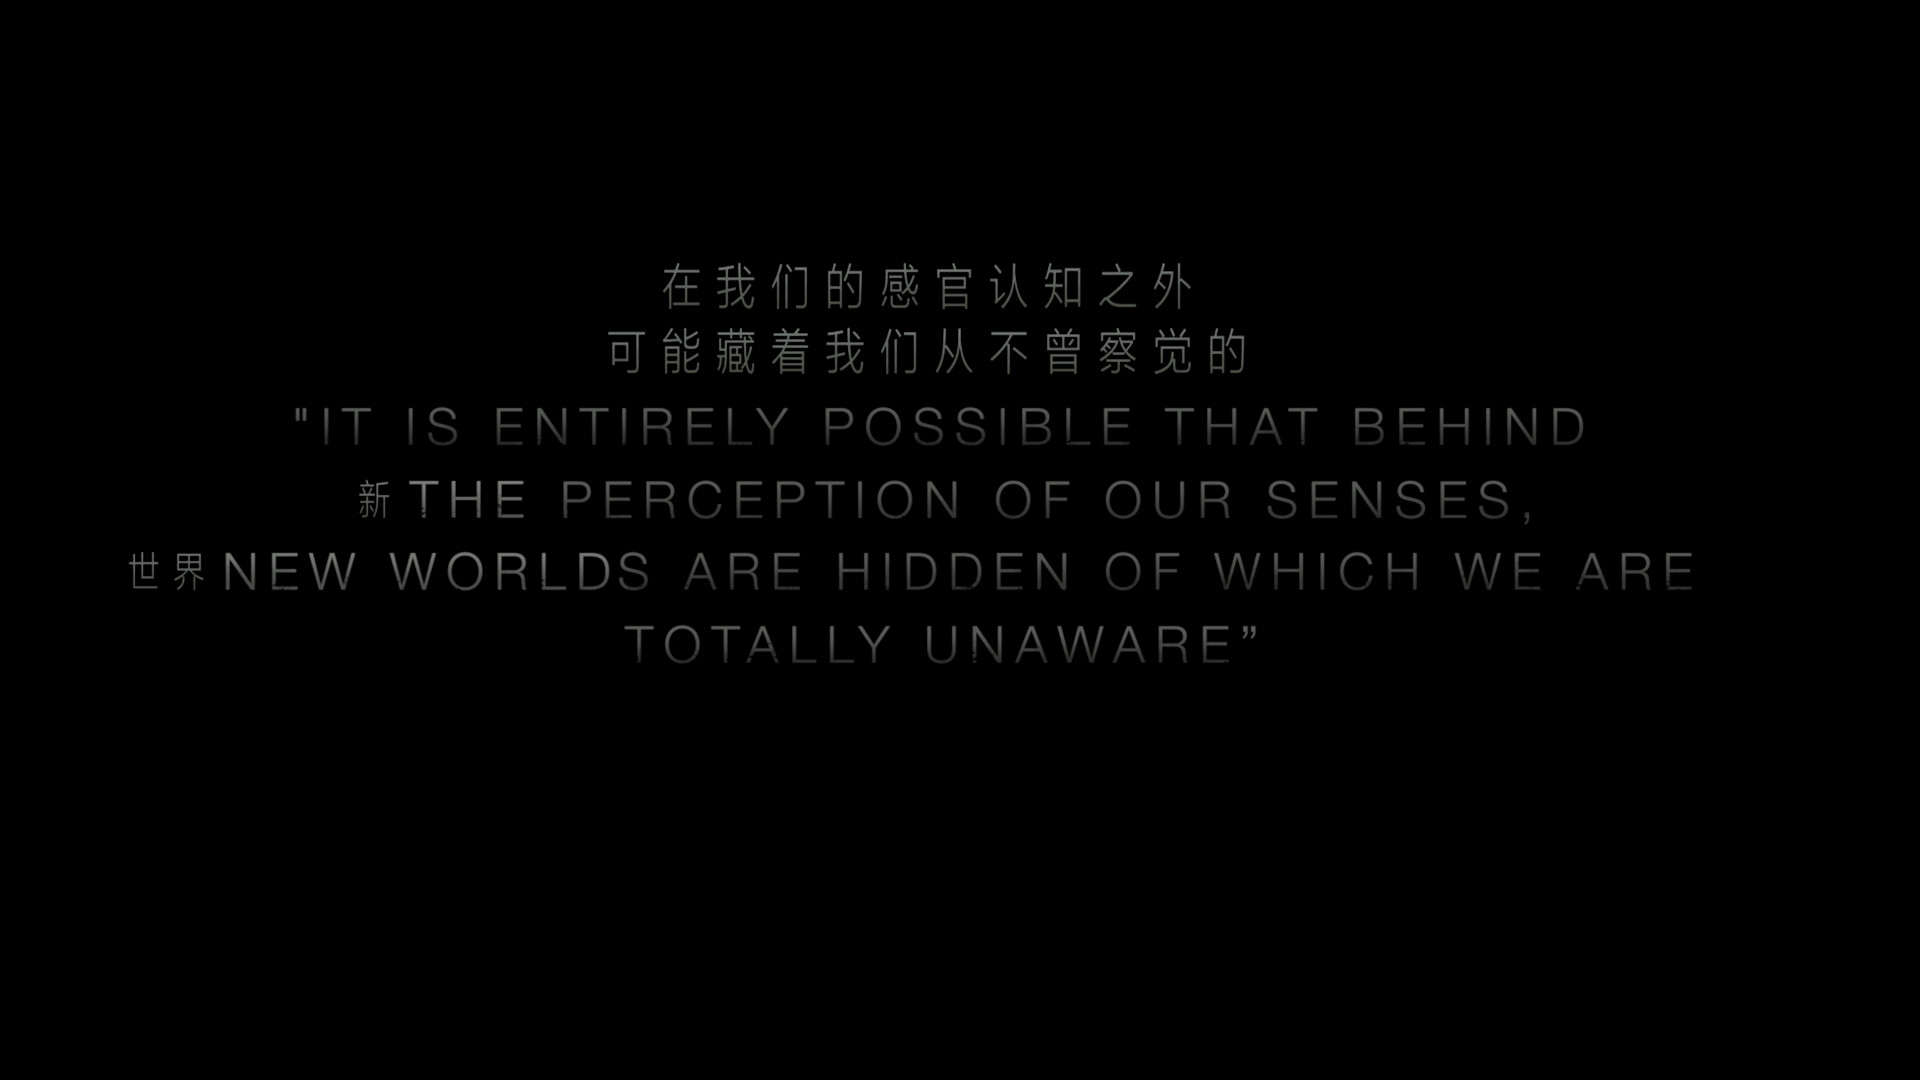 在我们的感官认知之外
可能藏着我们从不曾察觉的
"IT IS ENTIRELY POSSIBLE THAT BEHIND
新 THE PERCEPTION OF OUR SENSES,
世界 NEW WORLDS ARE HIDDEN OF WHICH WE ARE
TOTALLY UNAWARE”